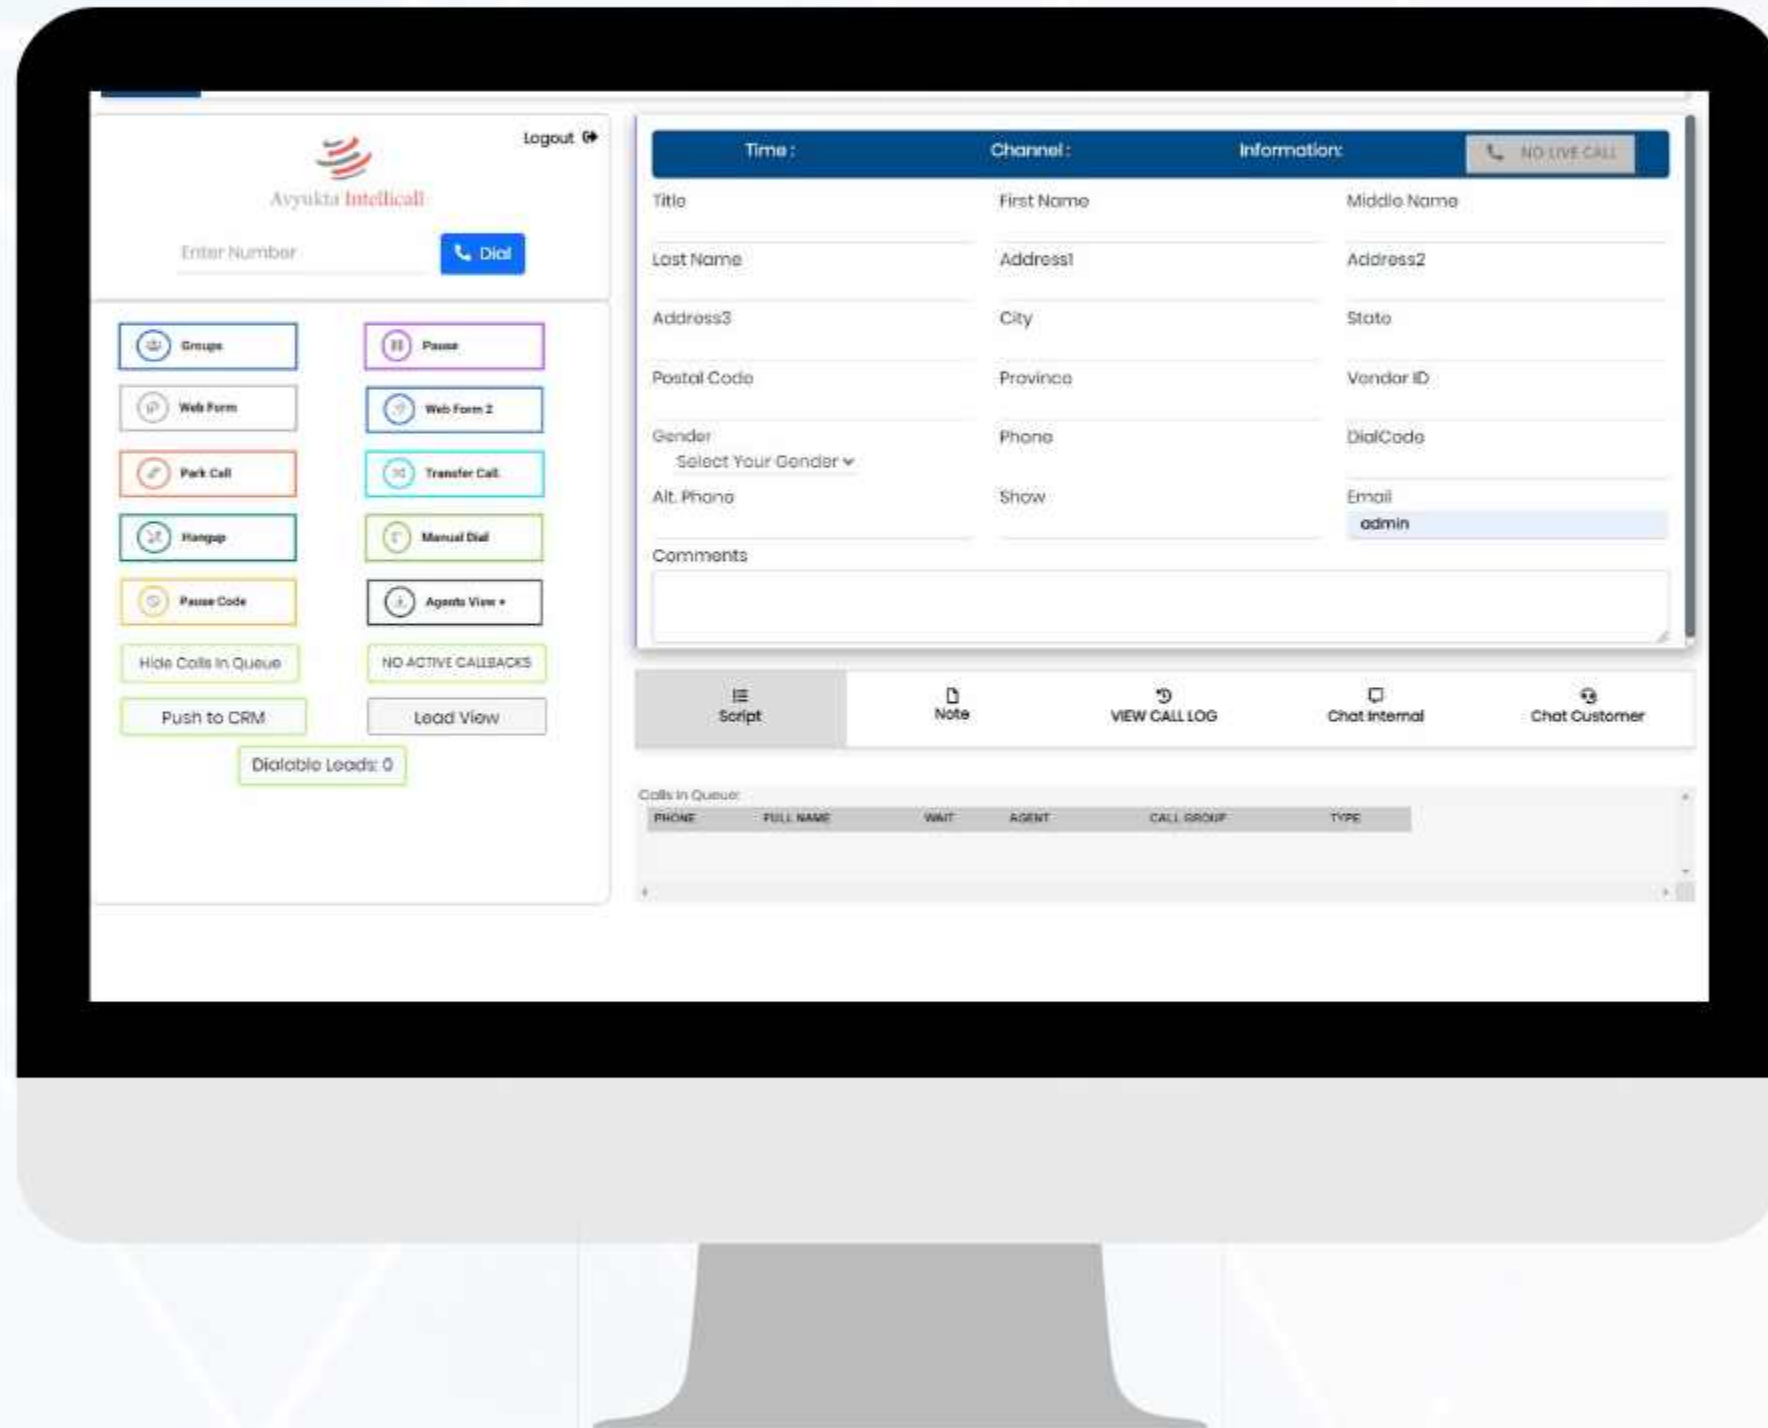 Logout
Avyukta Intellicall
Enter Number
Dial
Groups
Pause
Web Form
Web Form 2
Park Call
Transfer Call
Hangup
Manual Dial
Pause Code
Agents View +
Hide Calls In Queue
NO ACTIVE CALLBACKS
Push to CRM
Lead View
Dialable Leads: 0
Time :
Channel :
Information:
NO LIVE CALL
Title
First Name
Middle Name
Last Name
Address1
Address2
Address3
City
State
Postal Code
Province
Vendor ID
Gender
Phone
DialCode
Select Your Gender
Alt. Phone
Show
Email
admin
Comments
Script
Note
VIEW CALL LOG
Chat Internal
Chat Customer
Calls In Queue:
PHONE
FULL NAME
WAIT
AGENT
CALL GROUP
TYPE